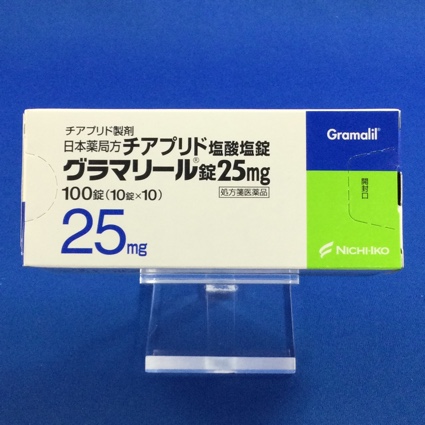 チアプリド製剤
日本薬局方チアプリド塩酸塩錠
グラマリール®錠25mg
100錠(10錠×10)
処方箋医薬品
25mg
Gramalil®
開封口
NICHI-IKO